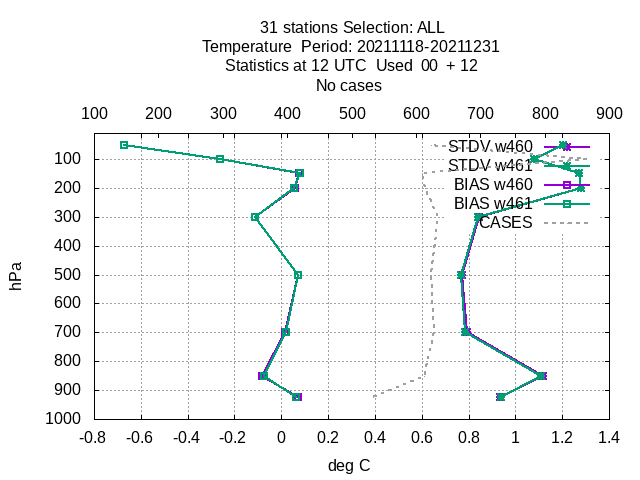 31 stations Selection: ALL
Temperature  Period: 20211118-20211231
Statistics at 12 UTC  Used  00  + 12
No cases
100 200 300 400 500 600 700 800 900
STDV w460
STDV w461
BIAS w460
BIAS w461
CASES
100
200
300
400
500
600
700
800
900
1000
hPa
-0.8 -0.6 -0.4 -0.2 0 0.2 0.4 0.6 0.8 1 1.2 1.4
deg C